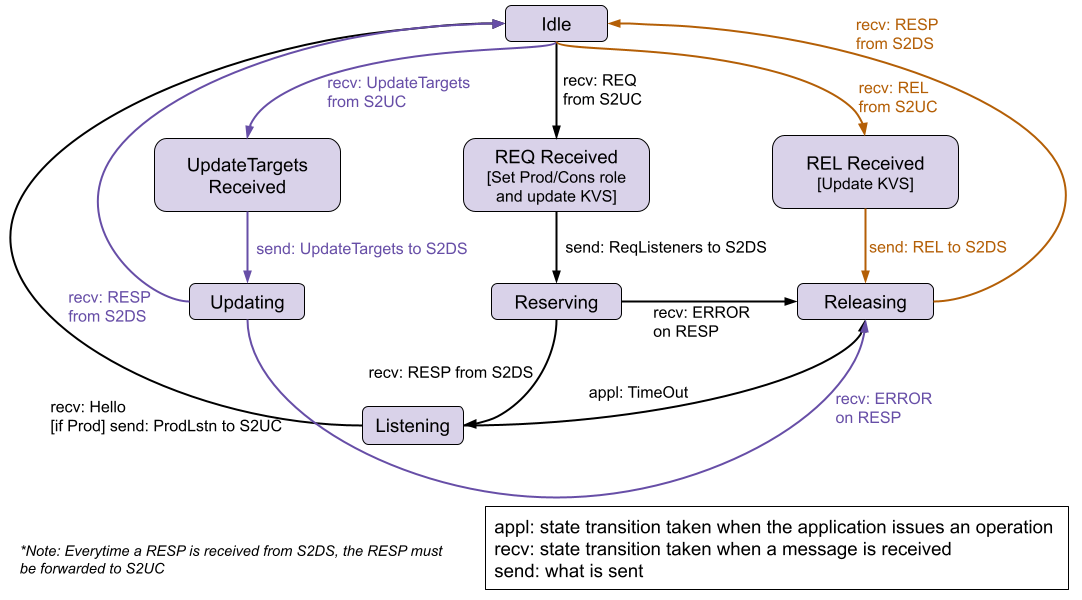 Idle
recv: RESP
from S2DS
recv: UpdateTargets
from S2UC
recv: REQ
from S2UC
recv: REL
from S2UC
UpdateTargets
Received
REQ Received
[Set Prod/Cons role
and update KVS]
REL Received
[Update KVS]
send: UpdateTargets to S2DS
send: ReqListeners to S2DS
send: REL to S2DS
recv: RESP
from S2DS
Updating
Reserving
Releasing
recv: ERROR
on RESP
recv: RESP from S2DS
appl: TimeOut
recv: ERROR
on RESP
recv: Hello
[if Prod] send: ProdLstn to S2UC
Listening
appl: state transition taken when the application issues an operation
recv: state transition taken when a message is received
send: what is sent
*Note: Everytime a RESP is received from S2DS, the RESP must
be forwarded to S2UC